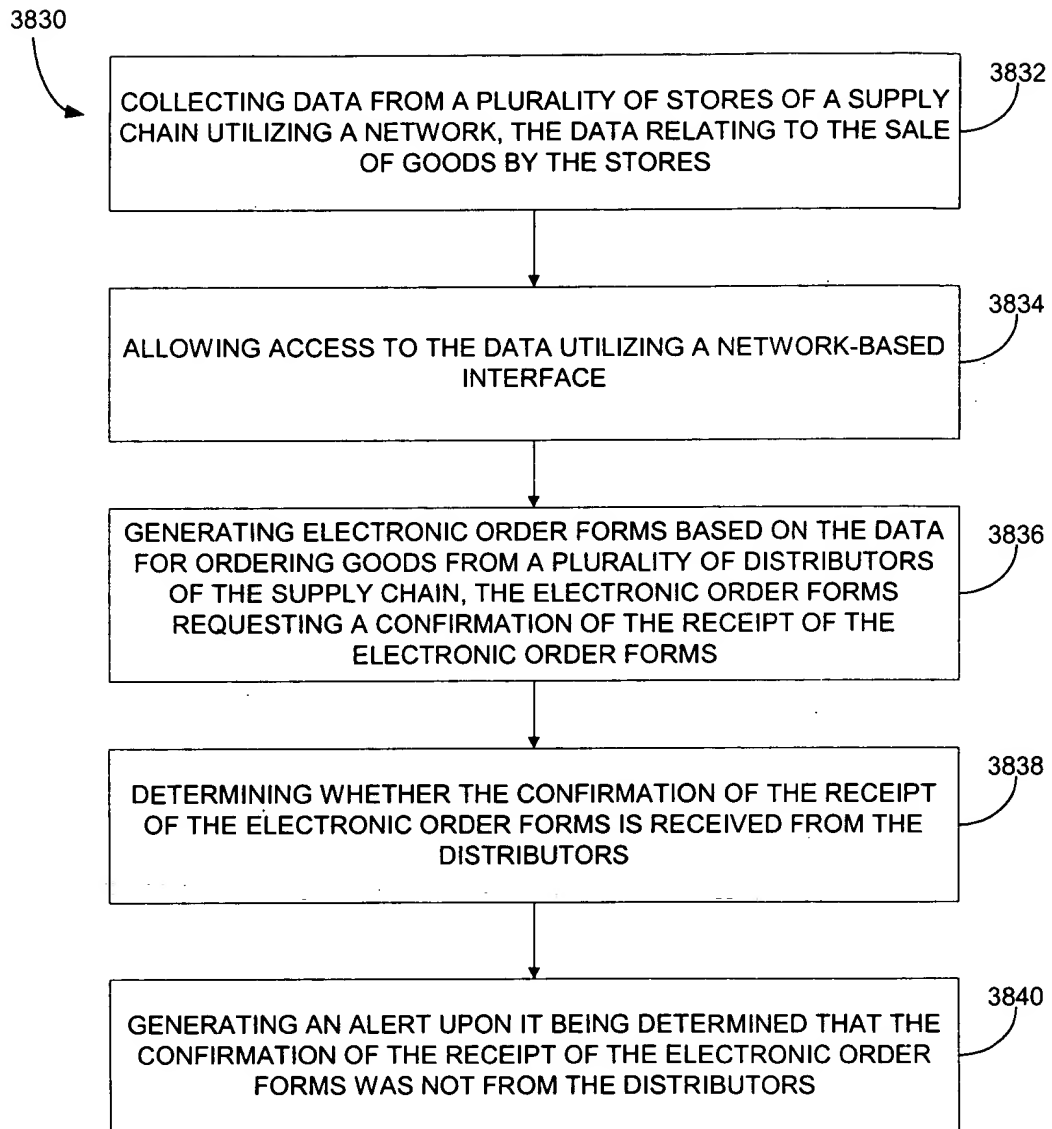 3830
3832
COLLECTING DATA FROM A PLURALITY OF STORES OF A SUPPLY
CHAIN UTILIZING A NETWORK, THE DATA RELATING TO THE SALE
OF GOODS BY THE STORES
3834
ALLOWING ACCESS TO THE DATA UTILIZING A NETWORK-BASED
INTERFACE
3836
GENERATING ELECTRONIC ORDER FORMS BASED ON THE DATA
FOR ORDERING GOODS FROM A PLURALITY OF DISTRIBUTORS
OF THE SUPPLY CHAIN, THE ELECTRONIC ORDER FORMS
REQUESTING A CONFIRMATION OF THE RECEIPT OF THE
ELECTRONIC ORDER FORMS
3838
DETERMINING WHETHER THE CONFIRMATION OF THE RECEIPT
OF THE ELECTRONIC ORDER FORMS IS RECEIVED FROM THE
DISTRIBUTORS
3840
GENERATING AN ALERT UPON IT BEING DETERMINED THAT THE
CONFIRMATION OF THE RECEIPT OF THE ELECTRONIC ORDER
FORMS WAS NOT FROM THE DISTRIBUTORS